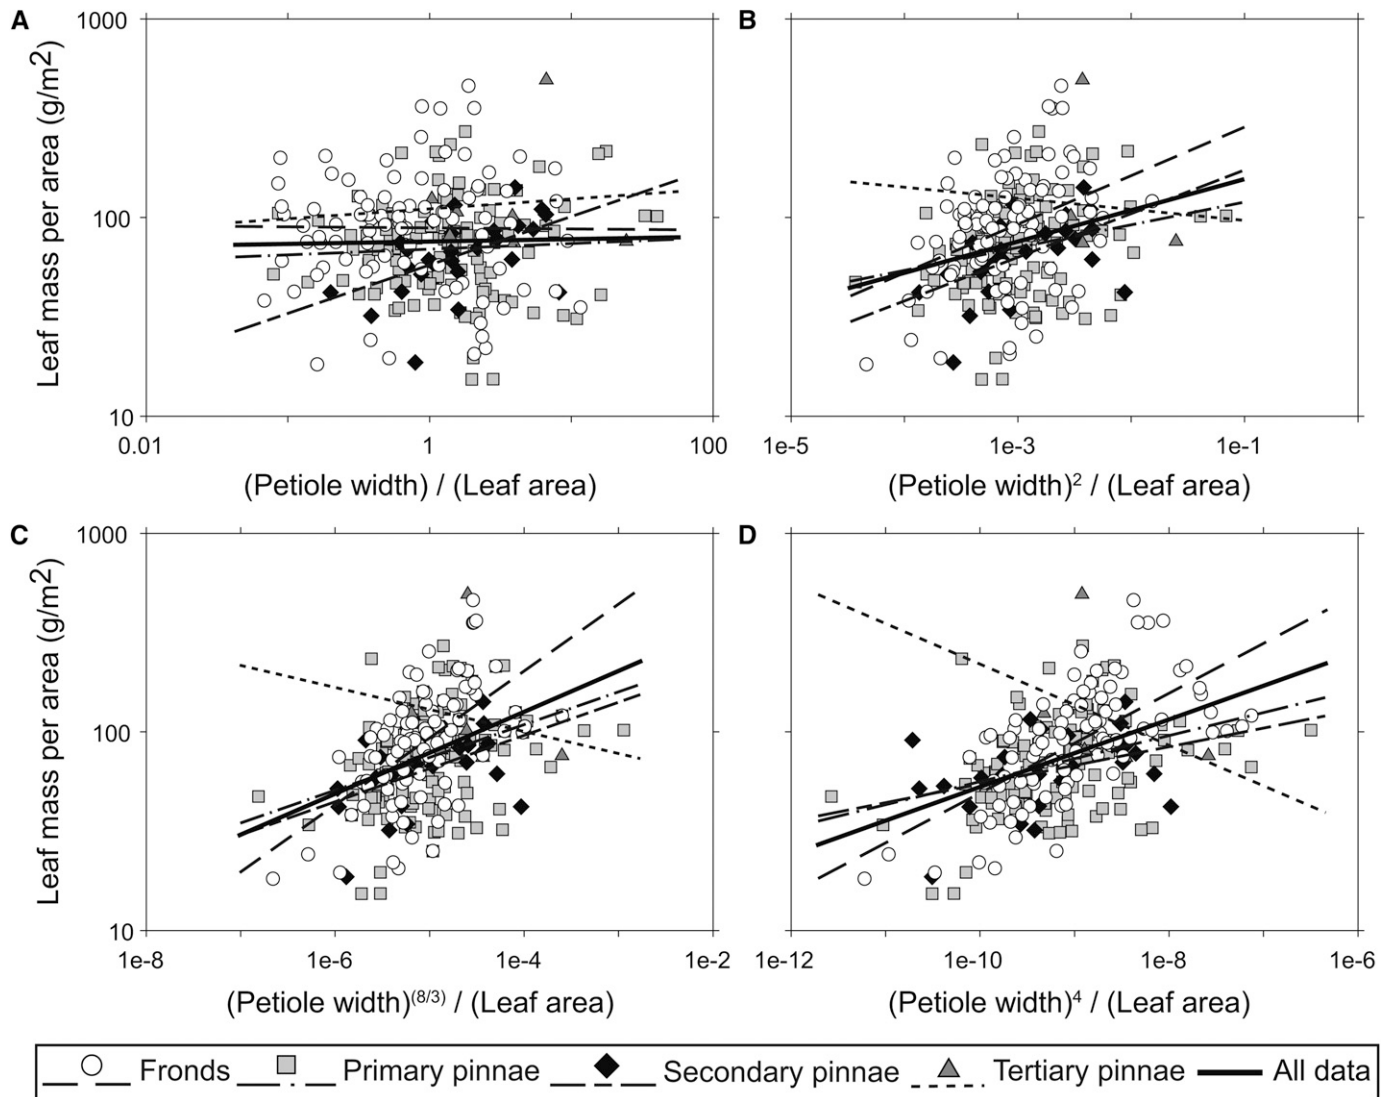 A
B
1000
100
10
Leaf mass per area (g/m2)
0.01
1
100
1e-5
1e-3
1e-1
(Petiole width) / (Leaf area)
(Petiole width)2 / (Leaf area)
C
D
1000
100
10
Leaf mass per area (g/m2)
1e-8
1e-6
1e-4
1e-2
1e-12
1e-10
1e-8
1e-6
(Petiole width)(8/3) / (Leaf area)
(Petiole width)4 / (Leaf area)
Fronds Primary pinnae Secondary pinnae Tertiary pinnae All data